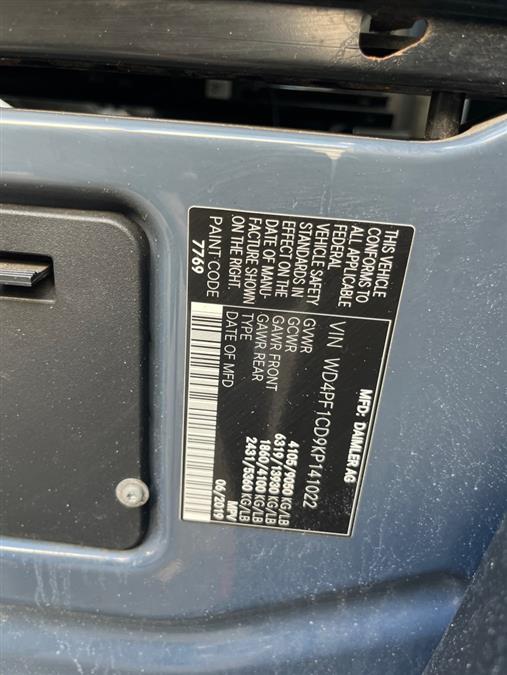 THIS VEHICLE
CONFORMS TO
ALL APPLICABLE
FEDERAL
VEHICLE SAFETY
STANDARDS IN
EFFECT ON THE
DATE OF MANU-
FACTURE SHOWN
ON THE RIGHT.
PAINT CODE
7769
MFD: DAIMLER AG
VIN WD4PF1CD9KP141022
GVWR 4105/9050 KG/LB
GCWR 6319/13930 KG/LB
GAWR FRONT 1860/4100 KG/LB
GAWR REAR 2431/5360 KG/LB
TYPE MPV
DATE OF MFD 06/2019